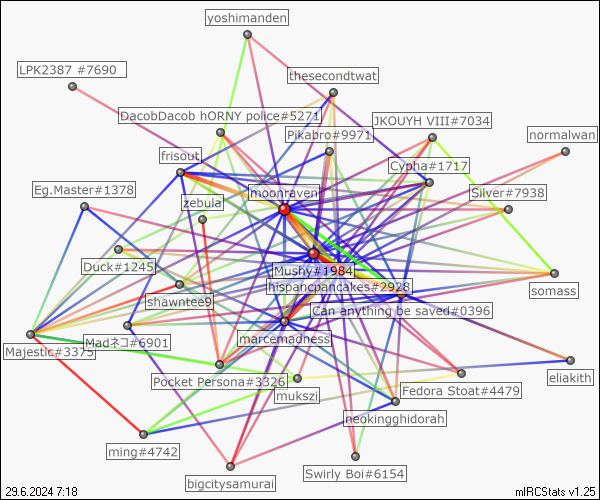 yoshimanden
LPK2387 #7690
thesecondtwat
DacobDacob hORNY police#5271
JKOUYH VIII#7034
Pikabro#9971
normalwan
frisout
Cypha#1717
Eg.Master#1378
moonraven
Silver#7938
zebula
Duck#1245
Mushy#1984
hispancpancakes#2928
somass
shawntee9
Can anything be saved#0396
Madネコ#6901
marcemadness
Majestic#3375
Pocket Persona#3326
eliakith
mukszi
Fedora Stoat#4479
neokingghidorah
ming#4742
Swirly Boi#6154
bigcitysamurai
29.6.2024 7:18
mIRCStats v1.25